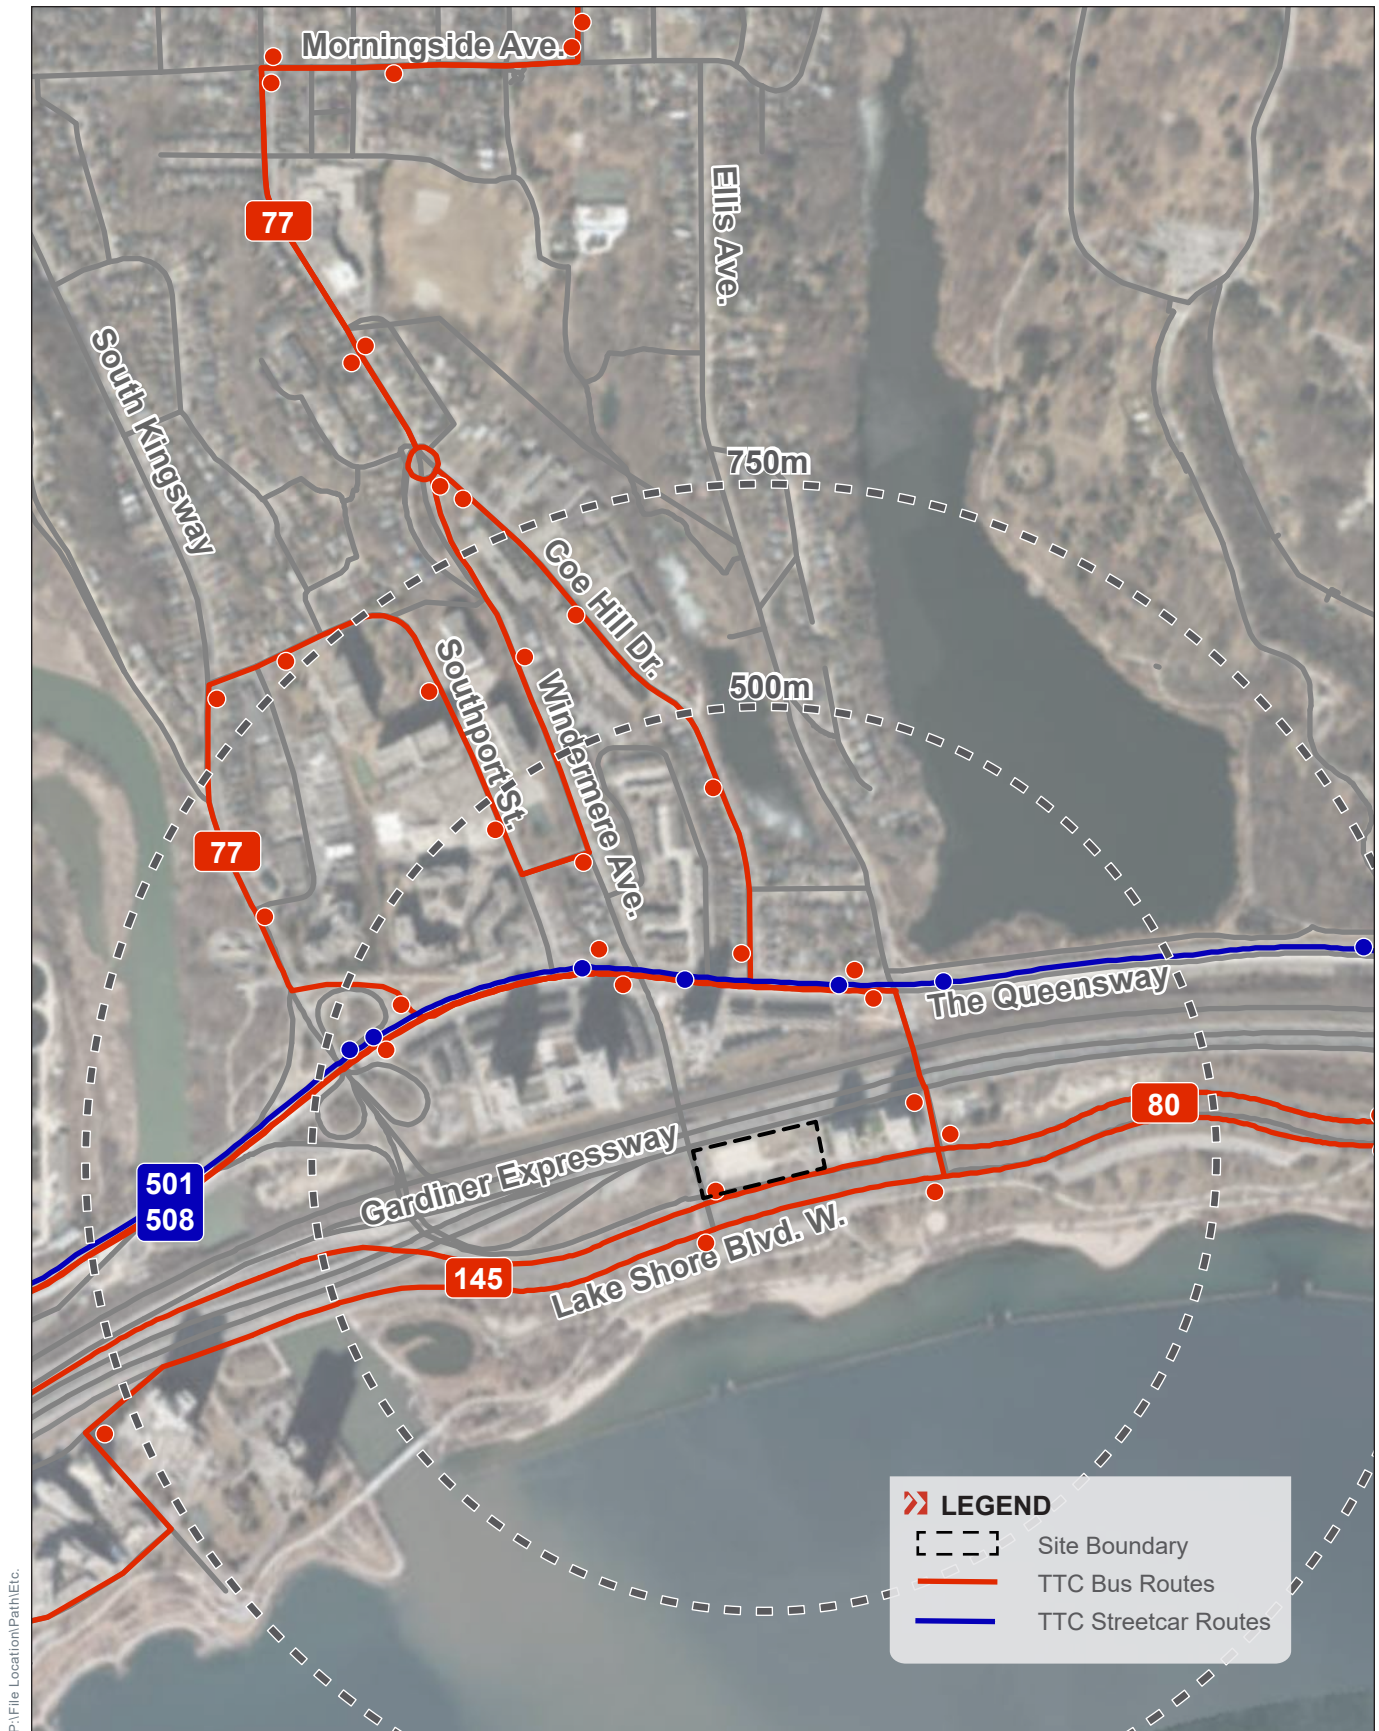 Morningside Ave.
77
Ellis Ave.
South Kingsway
750m
Coe Hill Dr.
500m
Southport St.
Windermere Ave.
77
The Queensway
80
501
508
Gardiner Expressway
145
Lake Shore Blvd. W.
LEGEND
Site Boundary
TTC Bus Routes
TTC Streetcar Routes
P:\File Location\Path\Etc.